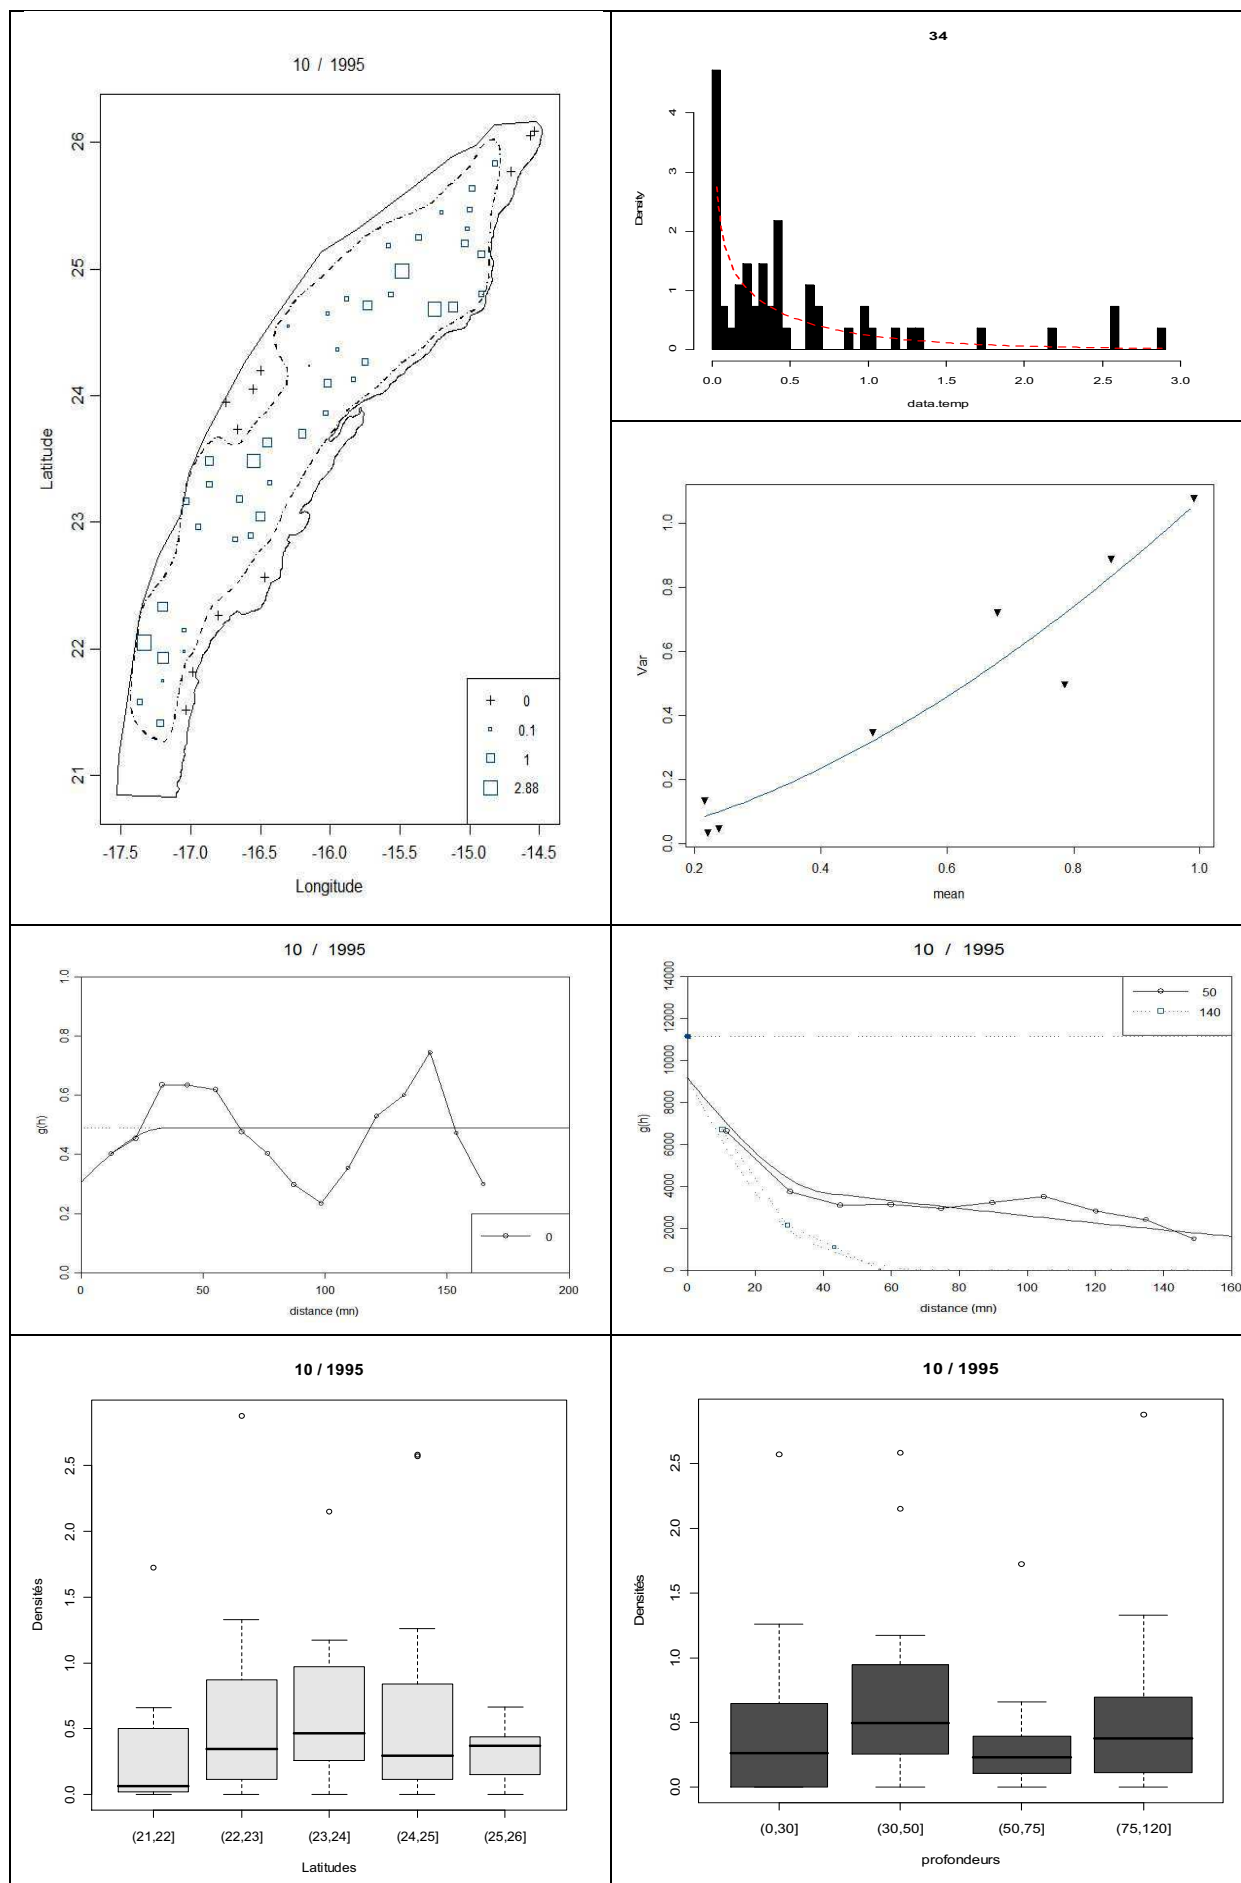 10 / 1995
Latitude
26
25
24
23
22
21
+ 0
0.1
1
2.88
-17.5 -17.0 -16.5 -16.0 -15.5 -15.0 -14.5
Longitude
34
Density
4
3
2
1
0
0.0 0.5 1.0 1.5 2.0 2.5 3.0
data.temp
Var
1.0
0.8
0.6
0.4
0.2
0.0
0.2 0.4 0.6 0.8 1.0
mean
10 / 1995
g(h)
1.0
0.8
0.6
0.4
0.2
0.0
0
0 50 100 150 200
distance (mn)
10 / 1995
g(h)
14000
12000
10000
8000
6000
4000
2000
0
50
140
0 20 40 60 80 100 120 140 160
distance (mn)
10 / 1995
Densités
2.5
2.0
1.5
1.0
0.5
0.0
(21,22] (22,23] (23,24] (24,25] (25,26]
Latitudes
10 / 1995
Densités
2.5
2.0
1.5
1.0
0.5
0.0
(0,30] (30,50] (50,75] (75,120]
profondeurs